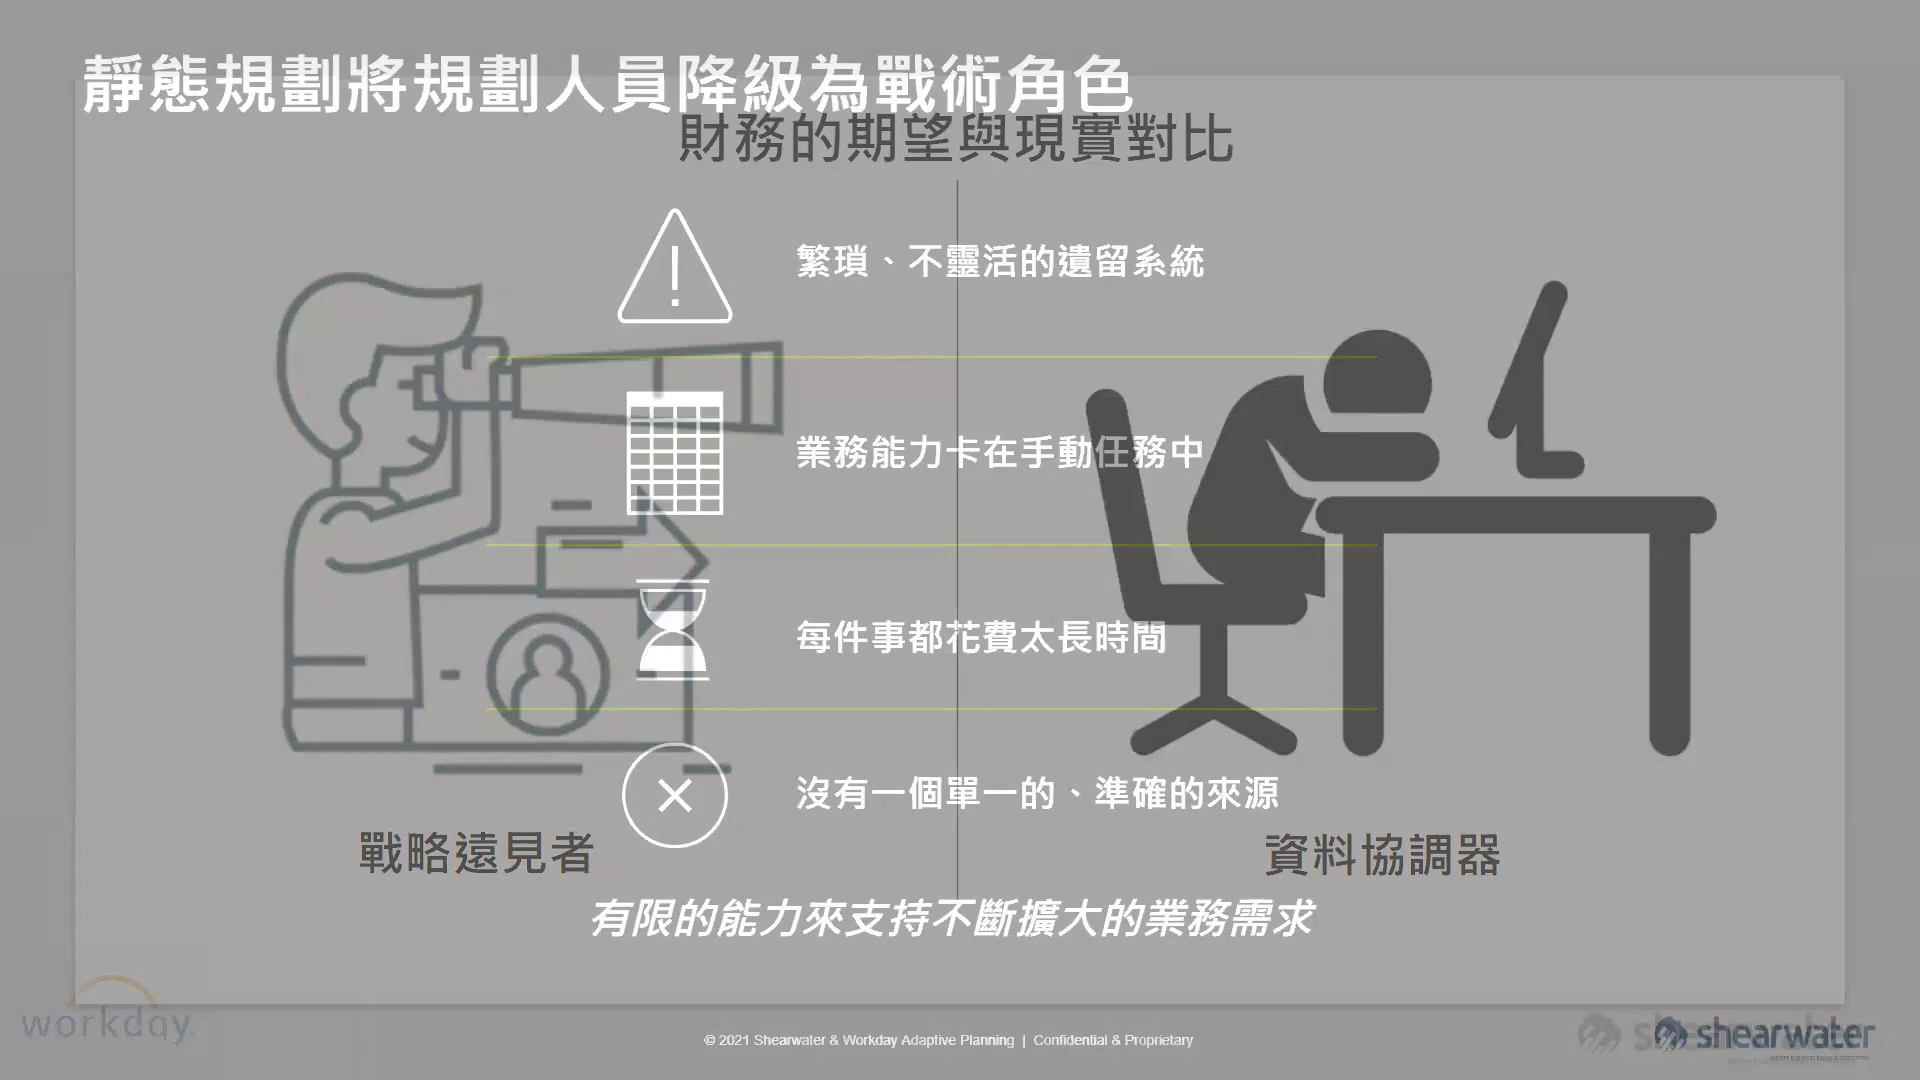 靜態規劃將規劃人員降級為戰術角色
財務的期望與現實對比
繁瑣、不靈活的遺留系統
業務能力卡在手動任務中
每件事都花費太長時間
沒有一個單一的、準確的來源
戰略遠見者
資料協調器
有限的能力來支持不斷擴大的業務需求
workday.
© 2021 Shearwater & Workday Adaptive Planning | Confidential & Proprietary
shearwater